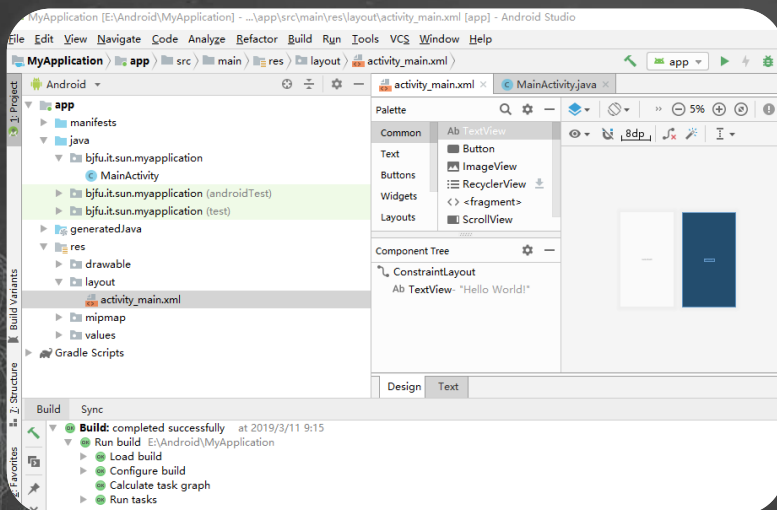 MyApplication [E:\Android\MyApplication] - ...\app\src\main\res\layout\activity_main.xml [app] - Android Studio
File Edit View Navigate Code Analyze Refactor Build Run Tools VCS Window Help
MyApplication app src main res layout activity_main.xml app
Android
activity_main.xml MainActivity.java
1: Project
app
manifests
java
bjfu.it.sun.myapplication
MainActivity
bjfu.it.sun.myapplication (androidTest)
bjfu.it.sun.myapplication (test)
generatedJava
res
drawable
layout
activity_main.xml
mipmap
values
Gradle Scripts
Build Variants
Z: Structure
Favorites
Palette
Common
Text
Buttons
Widgets
Layouts
Ab TextView
Button
ImageView
RecyclerView
<fragment>
ScrollView
5%
8dp
Component Tree
ConstraintLayout
Ab TextView- "Hello World!"
Design Text
Build Sync
Build: completed successfully at 2019/3/11 9:15
Run build E:\Android\MyApplication
Load build
Configure build
Calculate task graph
Run tasks